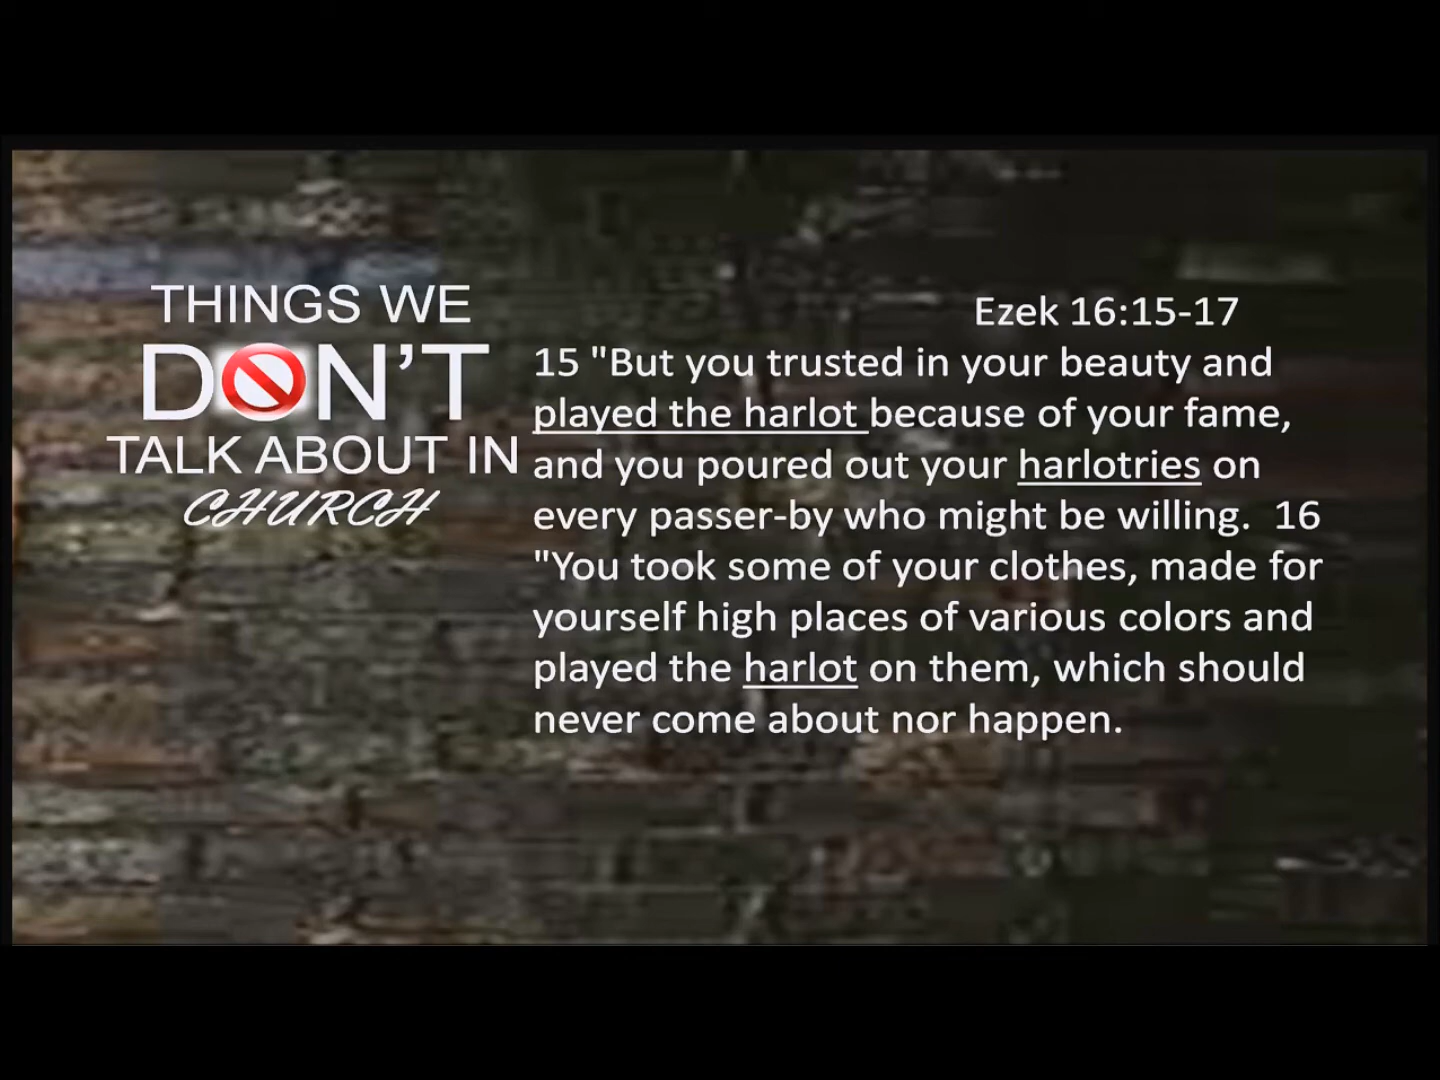 THINGS WE
DON'T
TALK ABOUT IN
CHURCH
Ezek 16:15-17
15 "But you trusted in your beauty and
played the harlot because of your fame,
and you poured out your harlotries on
every passer-by who might be willing.  16
"You took some of your clothes, made for
yourself high places of various colors and
played the harlot on them, which should
never come about nor happen.